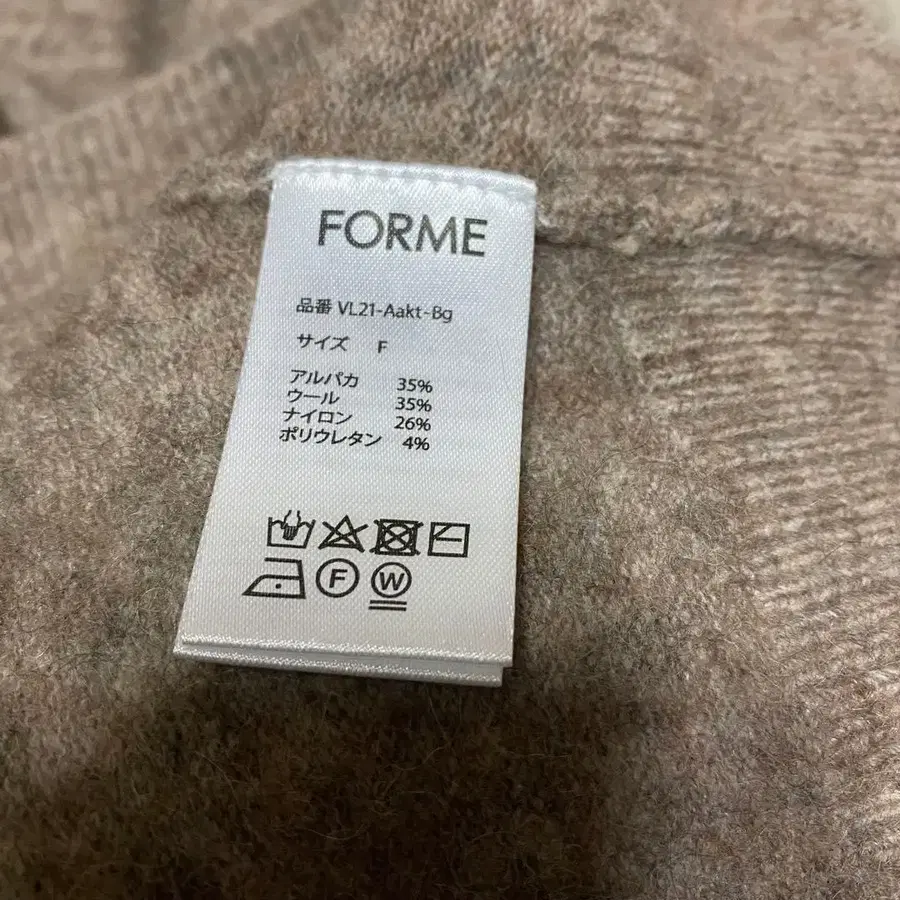 FORME
品番 VL21-Aakt-Bg
サイズ F
アルパカ 35%
ウール 35%
ナイロン 26%
ポリウレタン 4%
F W